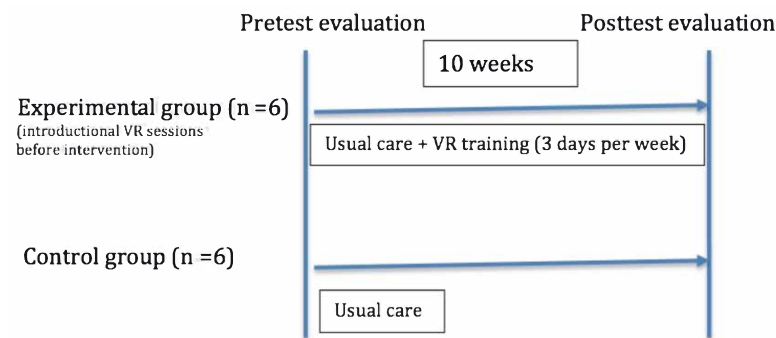 Pretest evaluation
Posttest evaluation
10 weeks
Experimental group (n =6)
(introductional VR sessions
before intervention)
Usual care + VR training (3 days per week)
Control group (n =6)
Usual care